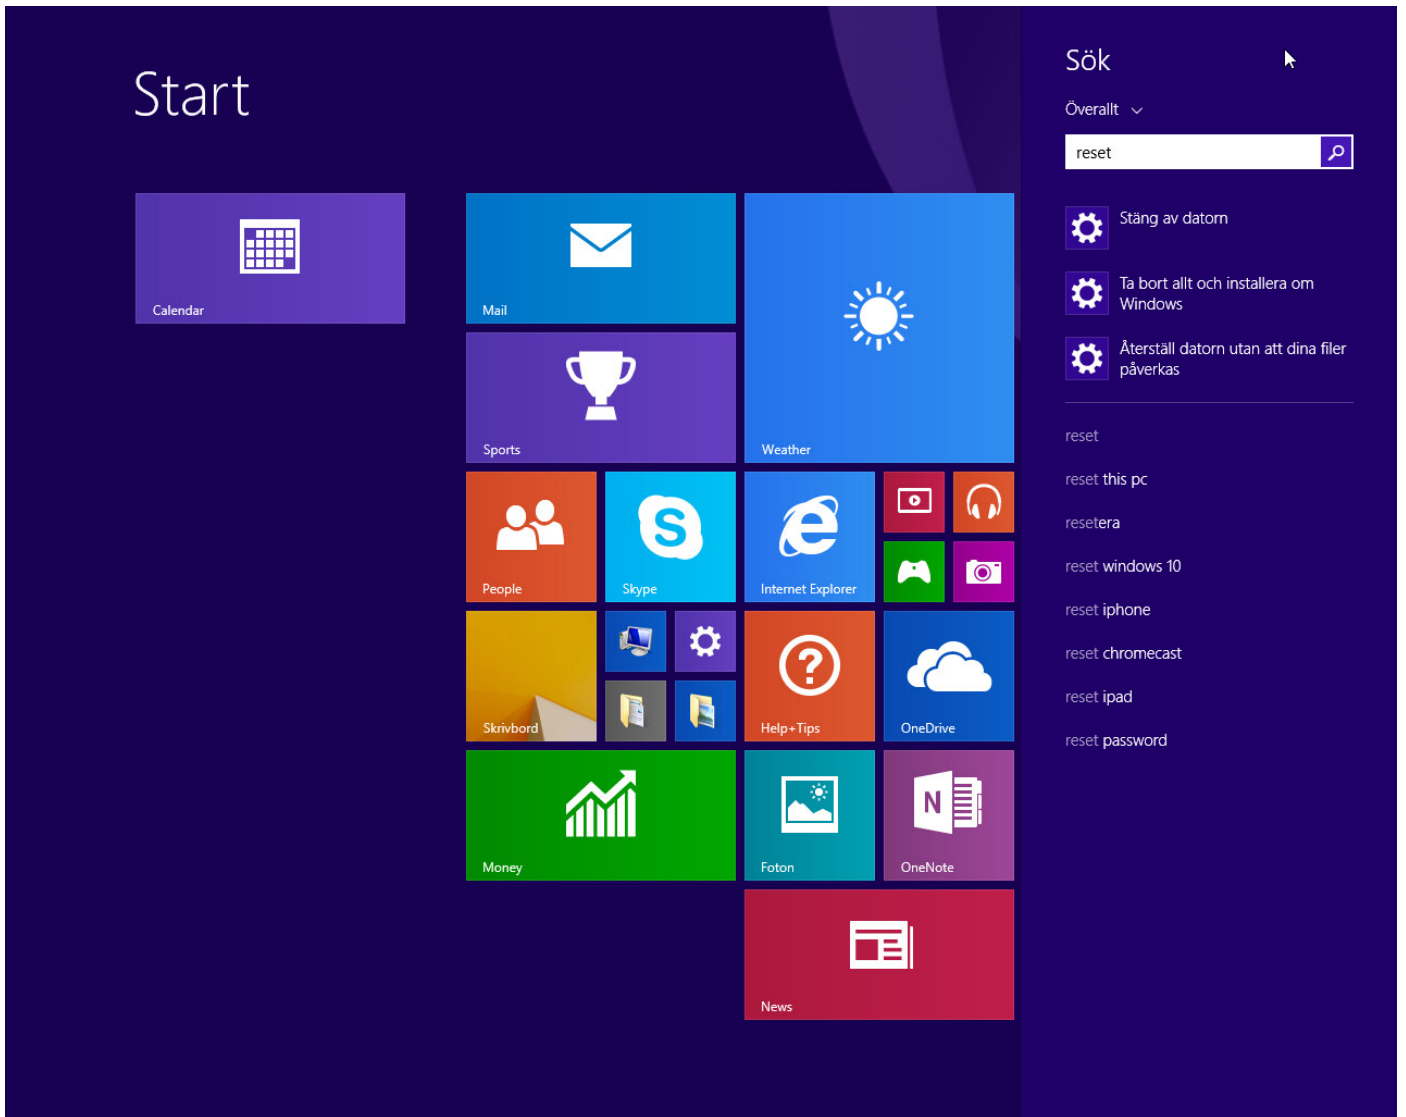 Start
Calendar
Mail
Sports
Weather
People
Skype
Internet Explorer
Skrivbord
Help+Tips
OneDrive
Money
Foton
OneNote
News
Sök
Överallt
reset
Stäng av datorn
Ta bort allt och installera om
Windows
Återställ datorn utan att dina filer
påverkas
reset
reset this pc
resetera
reset windows 10
reset iphone
reset chromecast
reset ipad
reset password